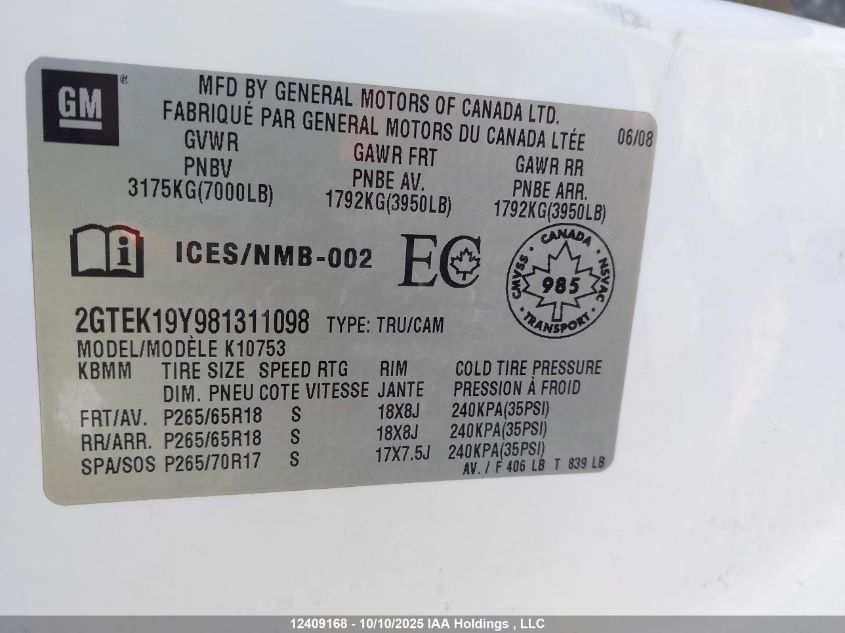 GM ®
MFD BY GENERAL MOTORS OF CANADA LTD.
FABRIQUÉ PAR GENERAL MOTORS DU CANADA LTÉE
06/08
GVWR GAWR FRT GAWR RR
PNBV PNBE AV. PNBE ARR.
3175KG(7000LB) 1792KG(3950LB) 1792KG(3950LB)
i ICES/NMB-002 EC
CANADA
CMVSS 985 NSVAC
TRANSPORT
2GTEK19Y981311098 TYPE: TRU/CAM
MODEL/MODÈLE K10753
KBMM TIRE SIZE SPEED RTG RIM COLD TIRE PRESSURE
DIM. PNEU COTE VITESSE JANTE PRESSION À FROID
FRT/AV. P265/65R18 S 18X8J 240KPA(35PSI)
RR/ARR. P265/65R18 S 18X8J 240KPA(35PSI)
SPA/SOS P265/70R17 S 17X7.5J 240KPA(35PSI)
AV. / F 406 LB T 839 LB
12409168 - 10/10/2025 IAA Holdings , LLC